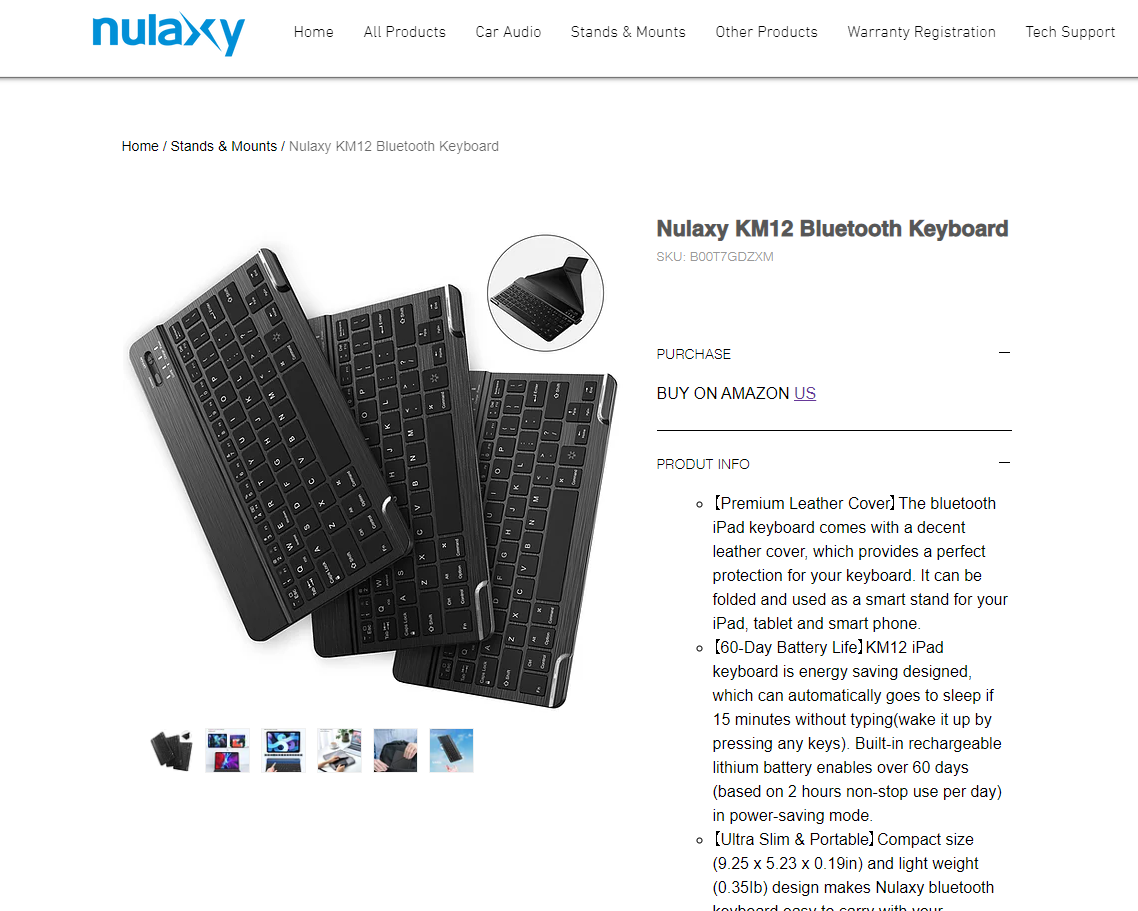 nulaxy
Home
All Products
Car Audio
Stands & Mounts
Other Products
Warranty Registration
Tech Support
Home / Stands & Mounts / Nulaxy KM12 Bluetooth Keyboard
Nulaxy KM12 Bluetooth Keyboard
SKU: B00T7GDZXM
PURCHASE
BUY ON AMAZON US
PRODUT INFO
【Premium Leather Cover】The bluetooth
iPad keyboard comes with a decent
leather cover, which provides a perfect
protection for your keyboard. It can be
folded and used as a smart stand for your
iPad, tablet and smart phone.
【60-Day Battery Life】KM12 iPad
keyboard is energy saving designed,
which can automatically goes to sleep if
15 minutes without typing(wake it up by
pressing any keys). Built-in rechargeable
lithium battery enables over 60 days
(based on 2 hours non-stop use per day)
in power-saving mode.
【Ultra Slim & Portable】Compact size
(9.25 x 5.23 x 0.19in) and light weight
(0.35lb) design makes Nulaxy bluetooth
keyboard easy to carry with your